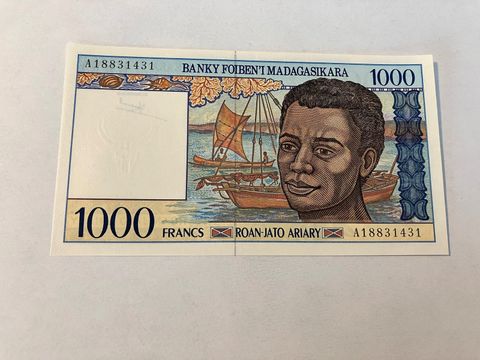 A18831431
BANKY FOIBEN'I MADAGASIKARA
1000
1000 FRANCS ROAN-JATO ARIARY
A18831431